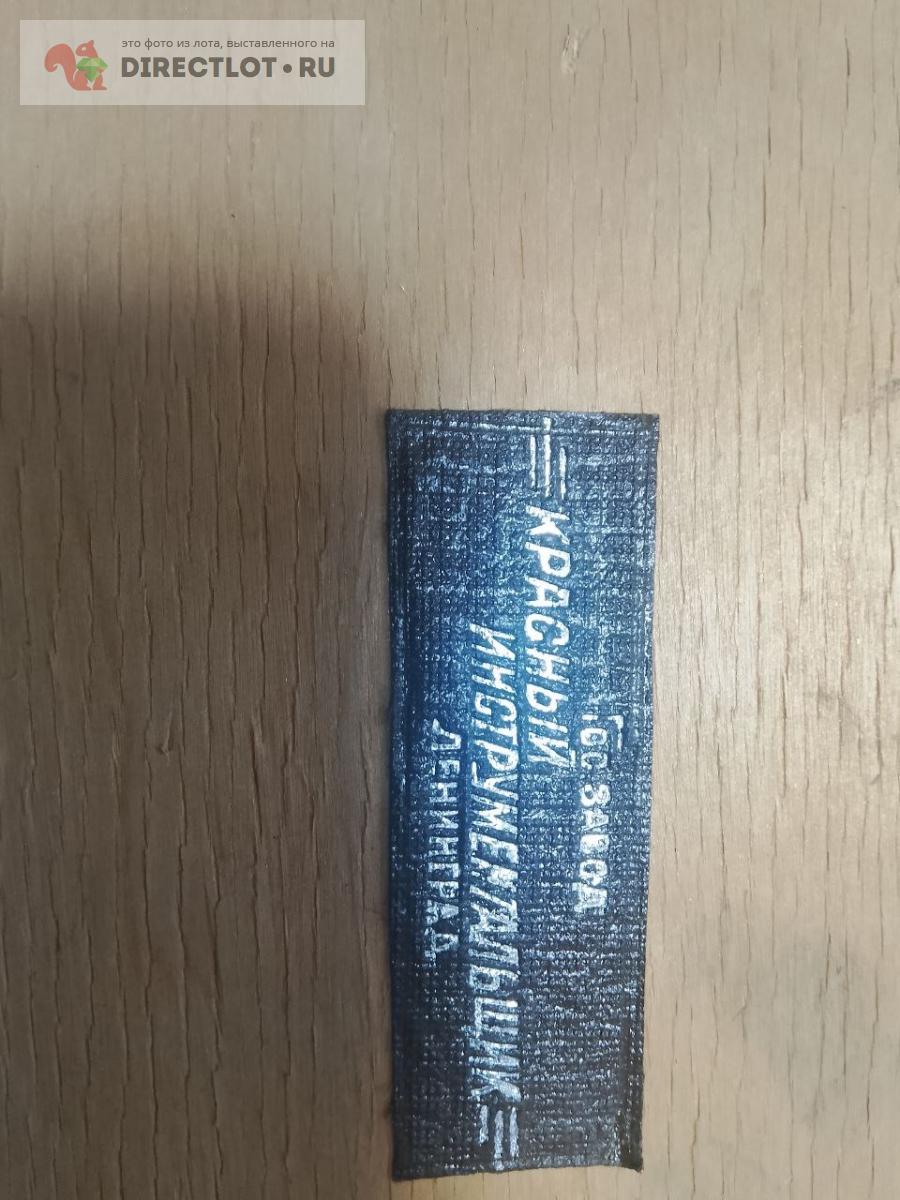 это фото из лота, выставленного на
DIRECTLOT•RU
ГОС ЗАВОД
КРАСНЫЙ
ИНСТРУМЕНТАЛЬЩИК
ЛЕНИНГРАД